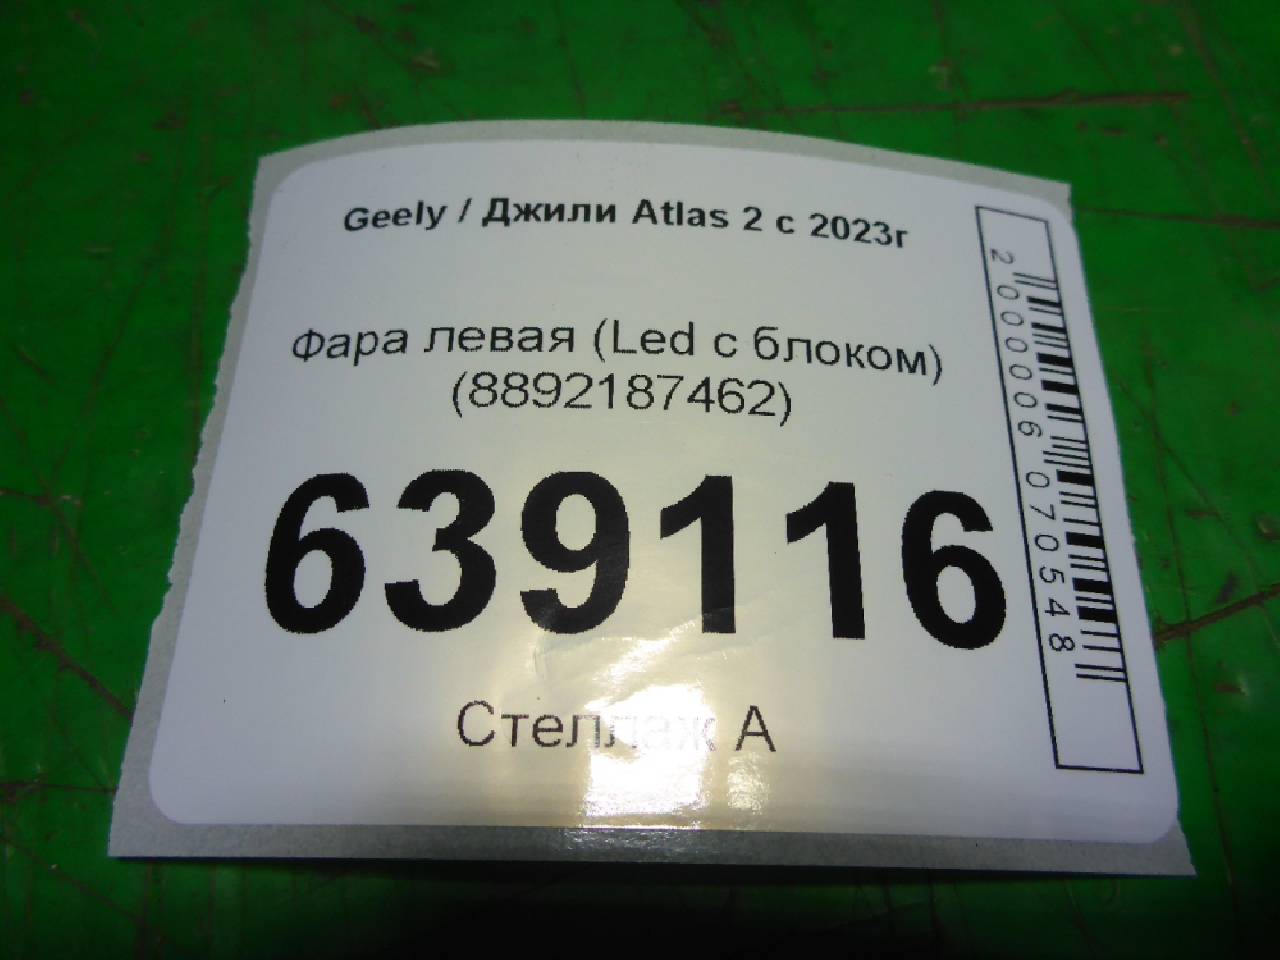 Geely / Джили Atlas 2 с 2023г
Фара левая (Led с блоком)
(8892187462)
639116
Стеллаж А
2000006070548